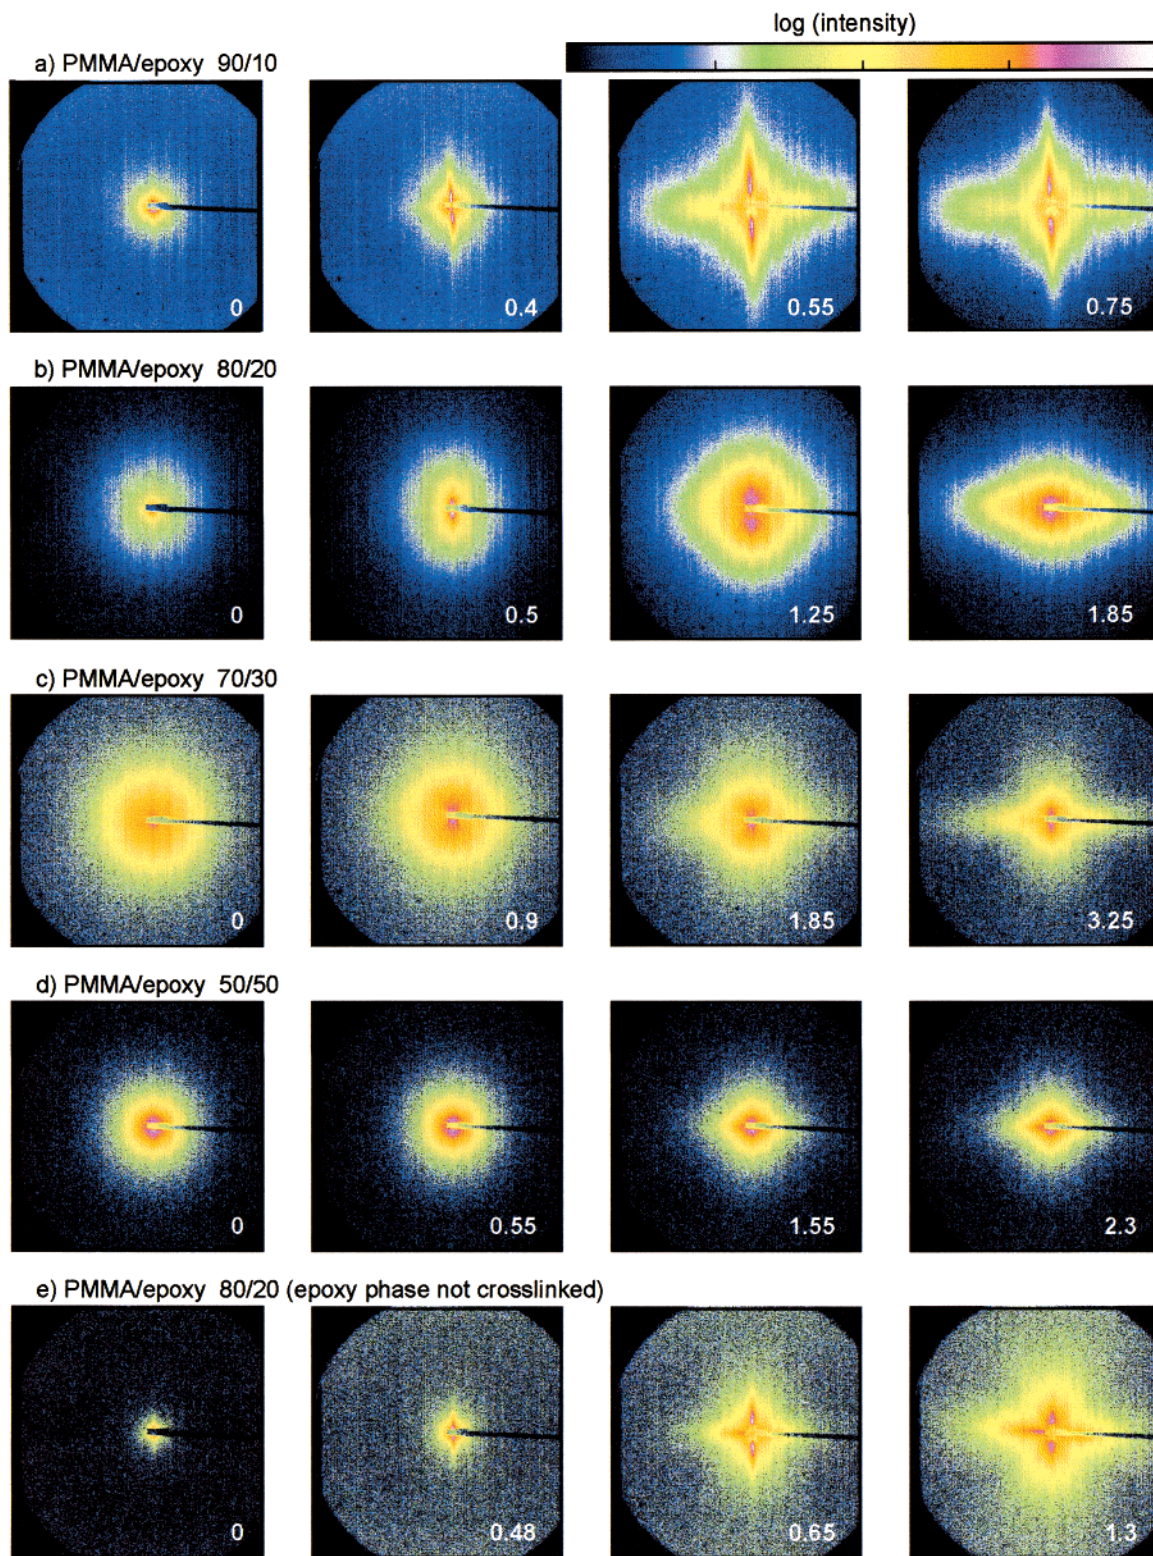 log (intensity)
a) PMMA/epoxy 90/10
0 0.4 0.55 0.75
b) PMMA/epoxy 80/20
0 0.5 1.25 1.85
c) PMMA/epoxy 70/30
0 0.9 1.85 3.25
d) PMMA/epoxy 50/50
0 0.55 1.55 2.3
e) PMMA/epoxy 80/20 (epoxy phase not crosslinked)
0 0.48 0.65 1.3